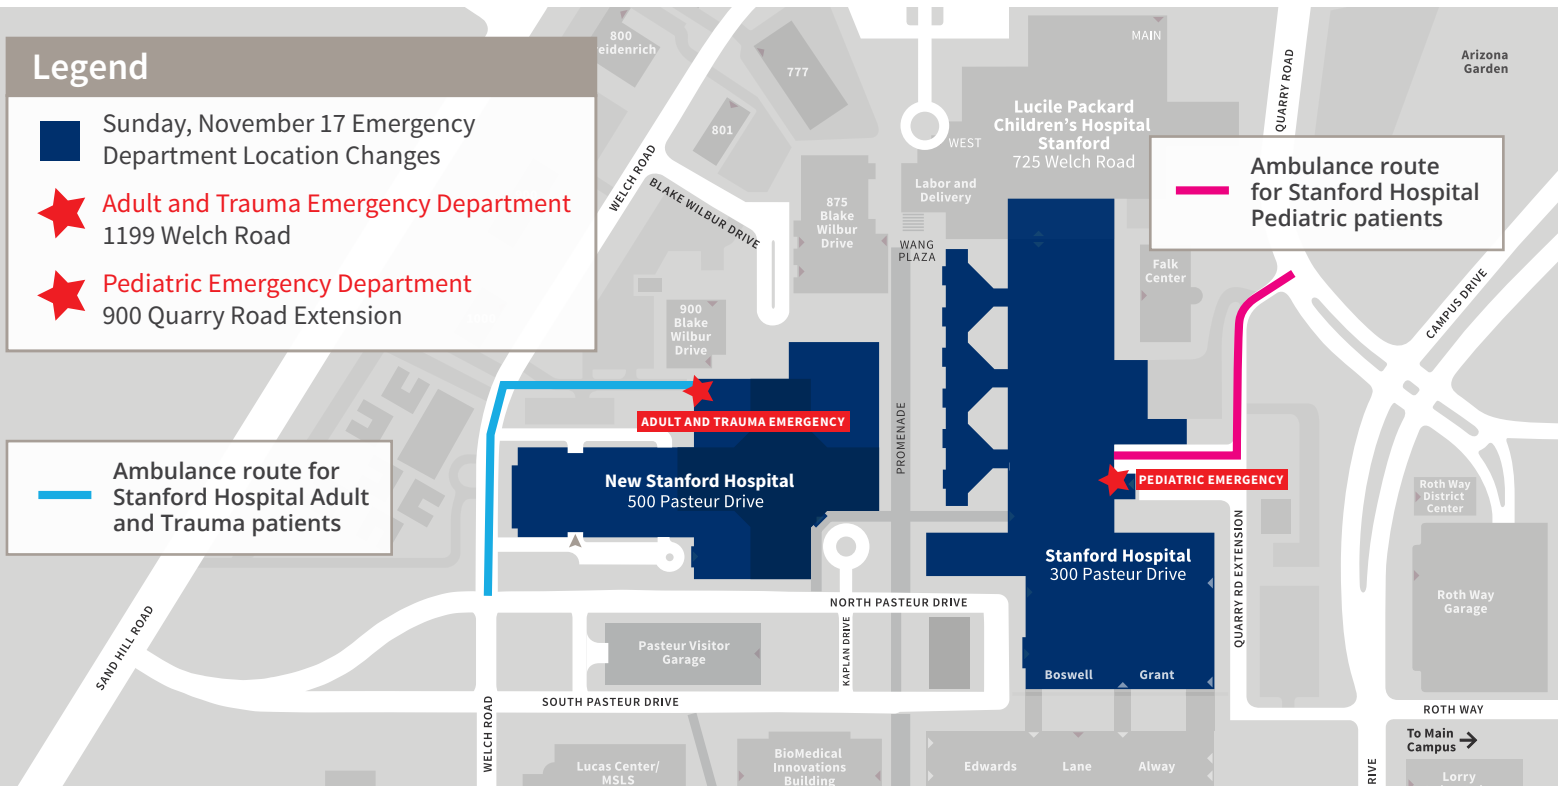 Legend
Sunday, November 17 Emergency
Department Location Changes
Adult and Trauma Emergency Department
1199 Welch Road
Pediatric Emergency Department
900 Quarry Road Extension
Ambulance route for
Stanford Hospital Adult
and Trauma patients
Ambulance route
for Stanford Hospital
Pediatric patients
800
777
801
WELCH ROAD
BLAKE WILBUR DRIVE
875
Blake
Wilbur
Drive
900
Blake
Wilbur
Drive
MAIN
Lucile Packard
Children's Hospital
Stanford
725 Welch Road
WEST
Labor and
Delivery
WANG
PLAZA
QUARRY ROAD
Arizona
Garden
Falk
Center
CAMPUS DRIVE
ADULT AND TRAUMA EMERGENCY
New Stanford Hospital
500 Pasteur Drive
PROMENADE
PEDIATRIC EMERGENCY
Stanford Hospital
300 Pasteur Drive
Boswell
Grant
QUARRY RD EXTENSION
Roth Way
District
Center
Roth Way
Garage
SAND HILL ROAD
NORTH PASTEUR DRIVE
KAPLAN DRIVE
Pasteur Visitor
Garage
SOUTH PASTEUR DRIVE
WELCH ROAD
ROTH WAY
To Main
Campus
Lucas Center/
MSLS
BioMedical
Innovations
Building
Edwards
Lane
Alway
Lorry